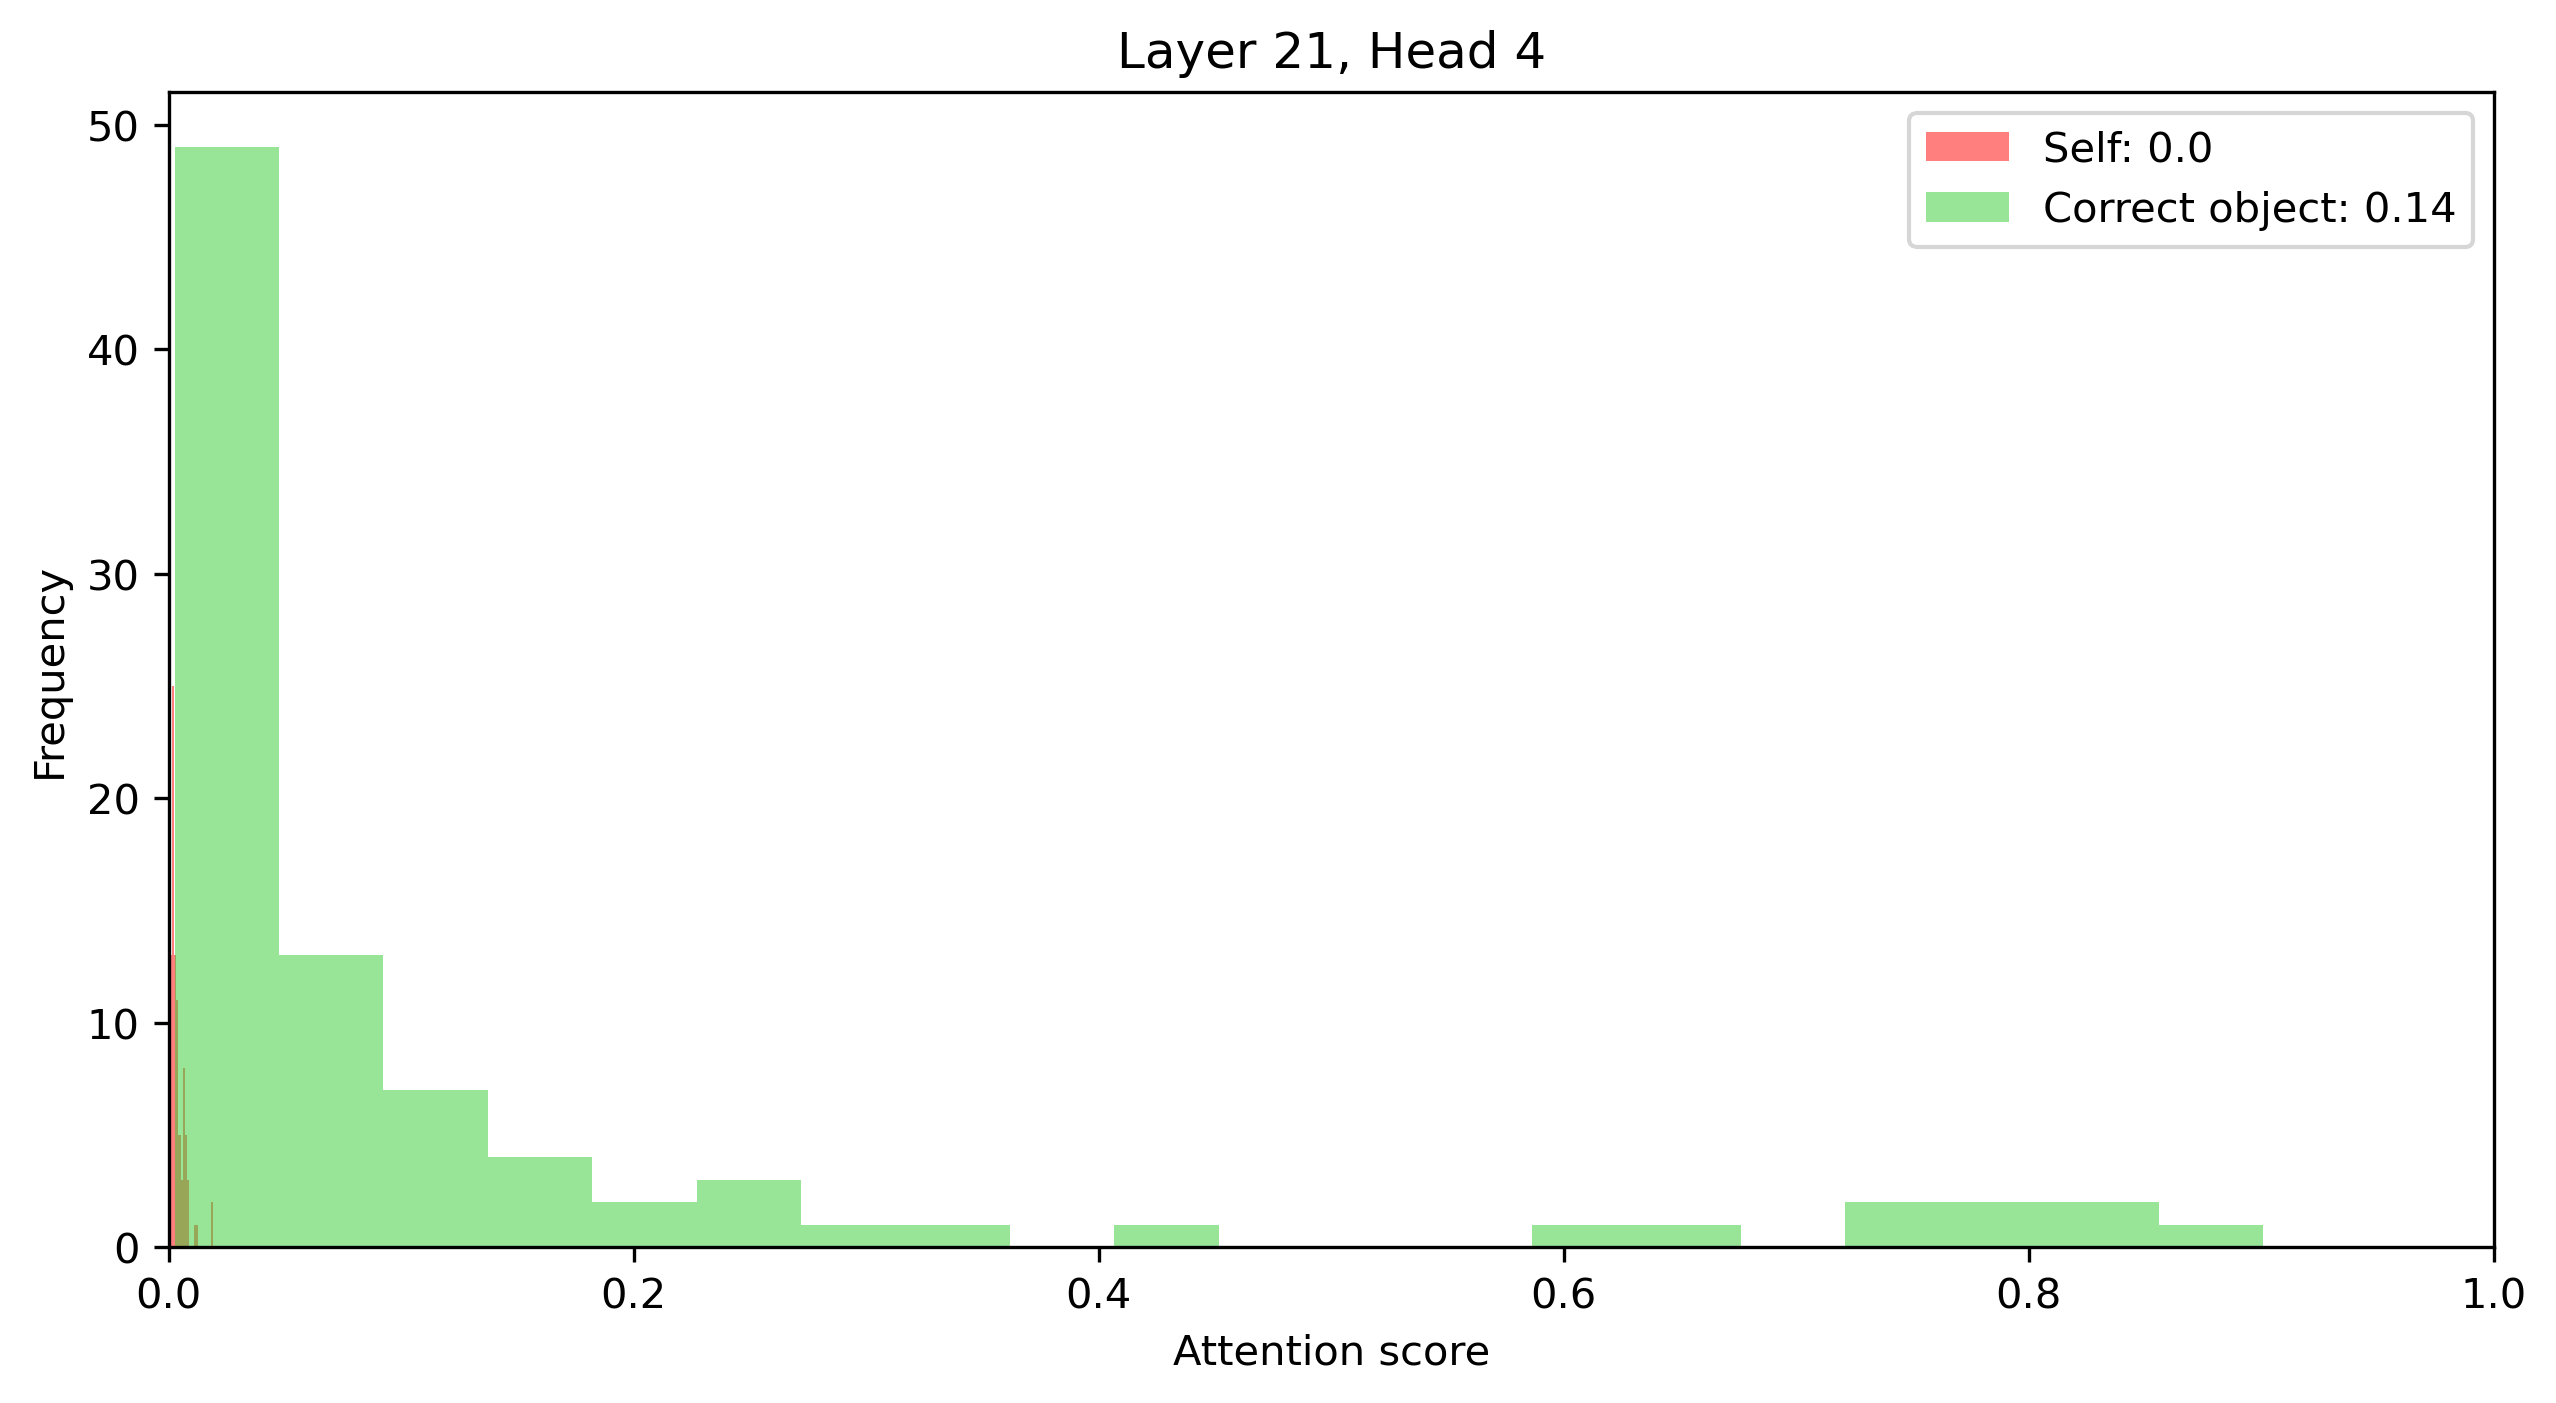 Layer 21, Head 4
Self: 0.0
Correct object: 0.14
50
40
30
20
10
0
Frequency
0.0 0.2 0.4 0.6 0.8 1.0
Attention score